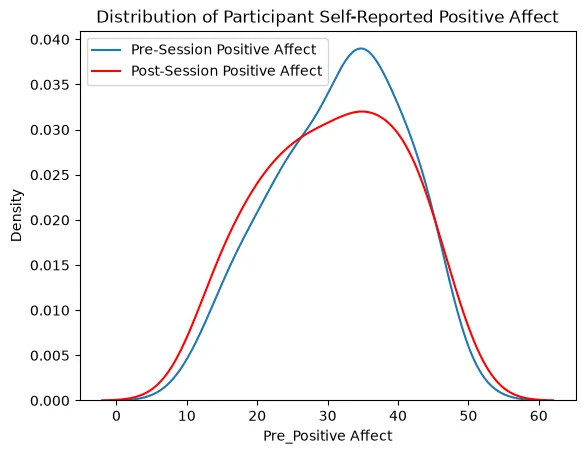 Distribution of Participant Self-Reported Positive Affect
Pre-Session Positive Affect
Post-Session Positive Affect
0.040
0.035
0.030
0.025
0.020
0.015
0.010
0.005
0.000
Density
0 10 20 30 40 50 60
Pre_Positive Affect